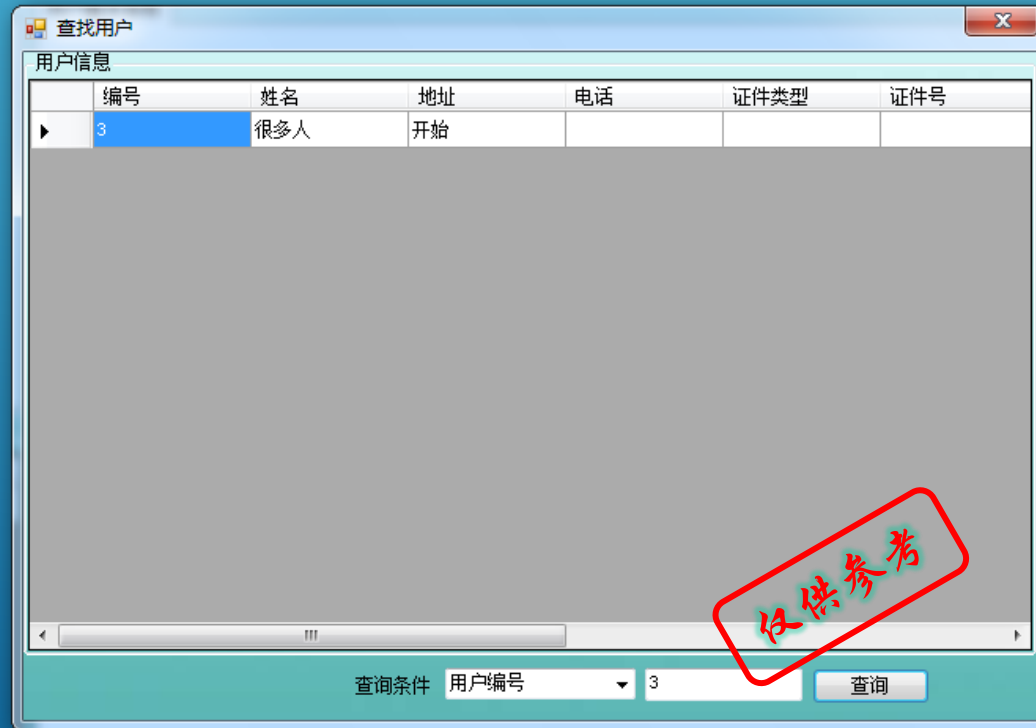 查找用户
用户信息
编号 姓名 地址 电话 证件类型 证件号
3 很多人 开始
仅供参考
查询条件 用户编号 3 查询